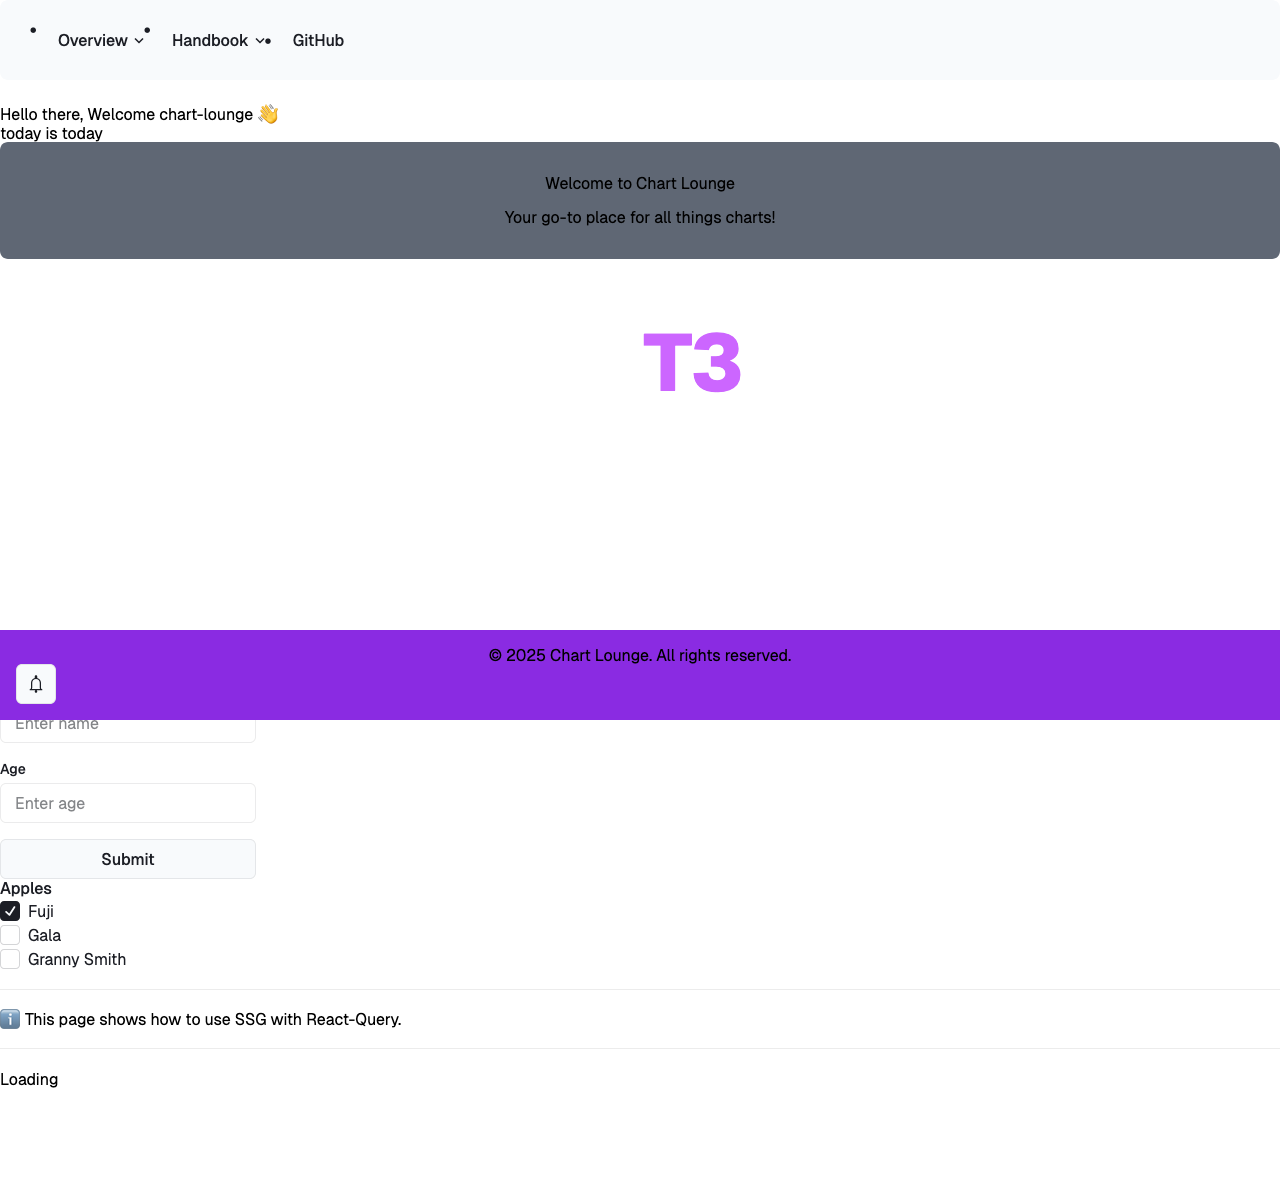 Overview Handbook GitHub
Hello there, Welcome chart-lounge 👋
today is today
Welcome to Chart Lounge
Your go-to place for all things charts!
T3
© 2025 Chart Lounge. All rights reserved.
Enter name
Age
Enter age
Submit
Apples
Fuji
Gala
Granny Smith
ℹ️ This page shows how to use SSG with React-Query.
Loading